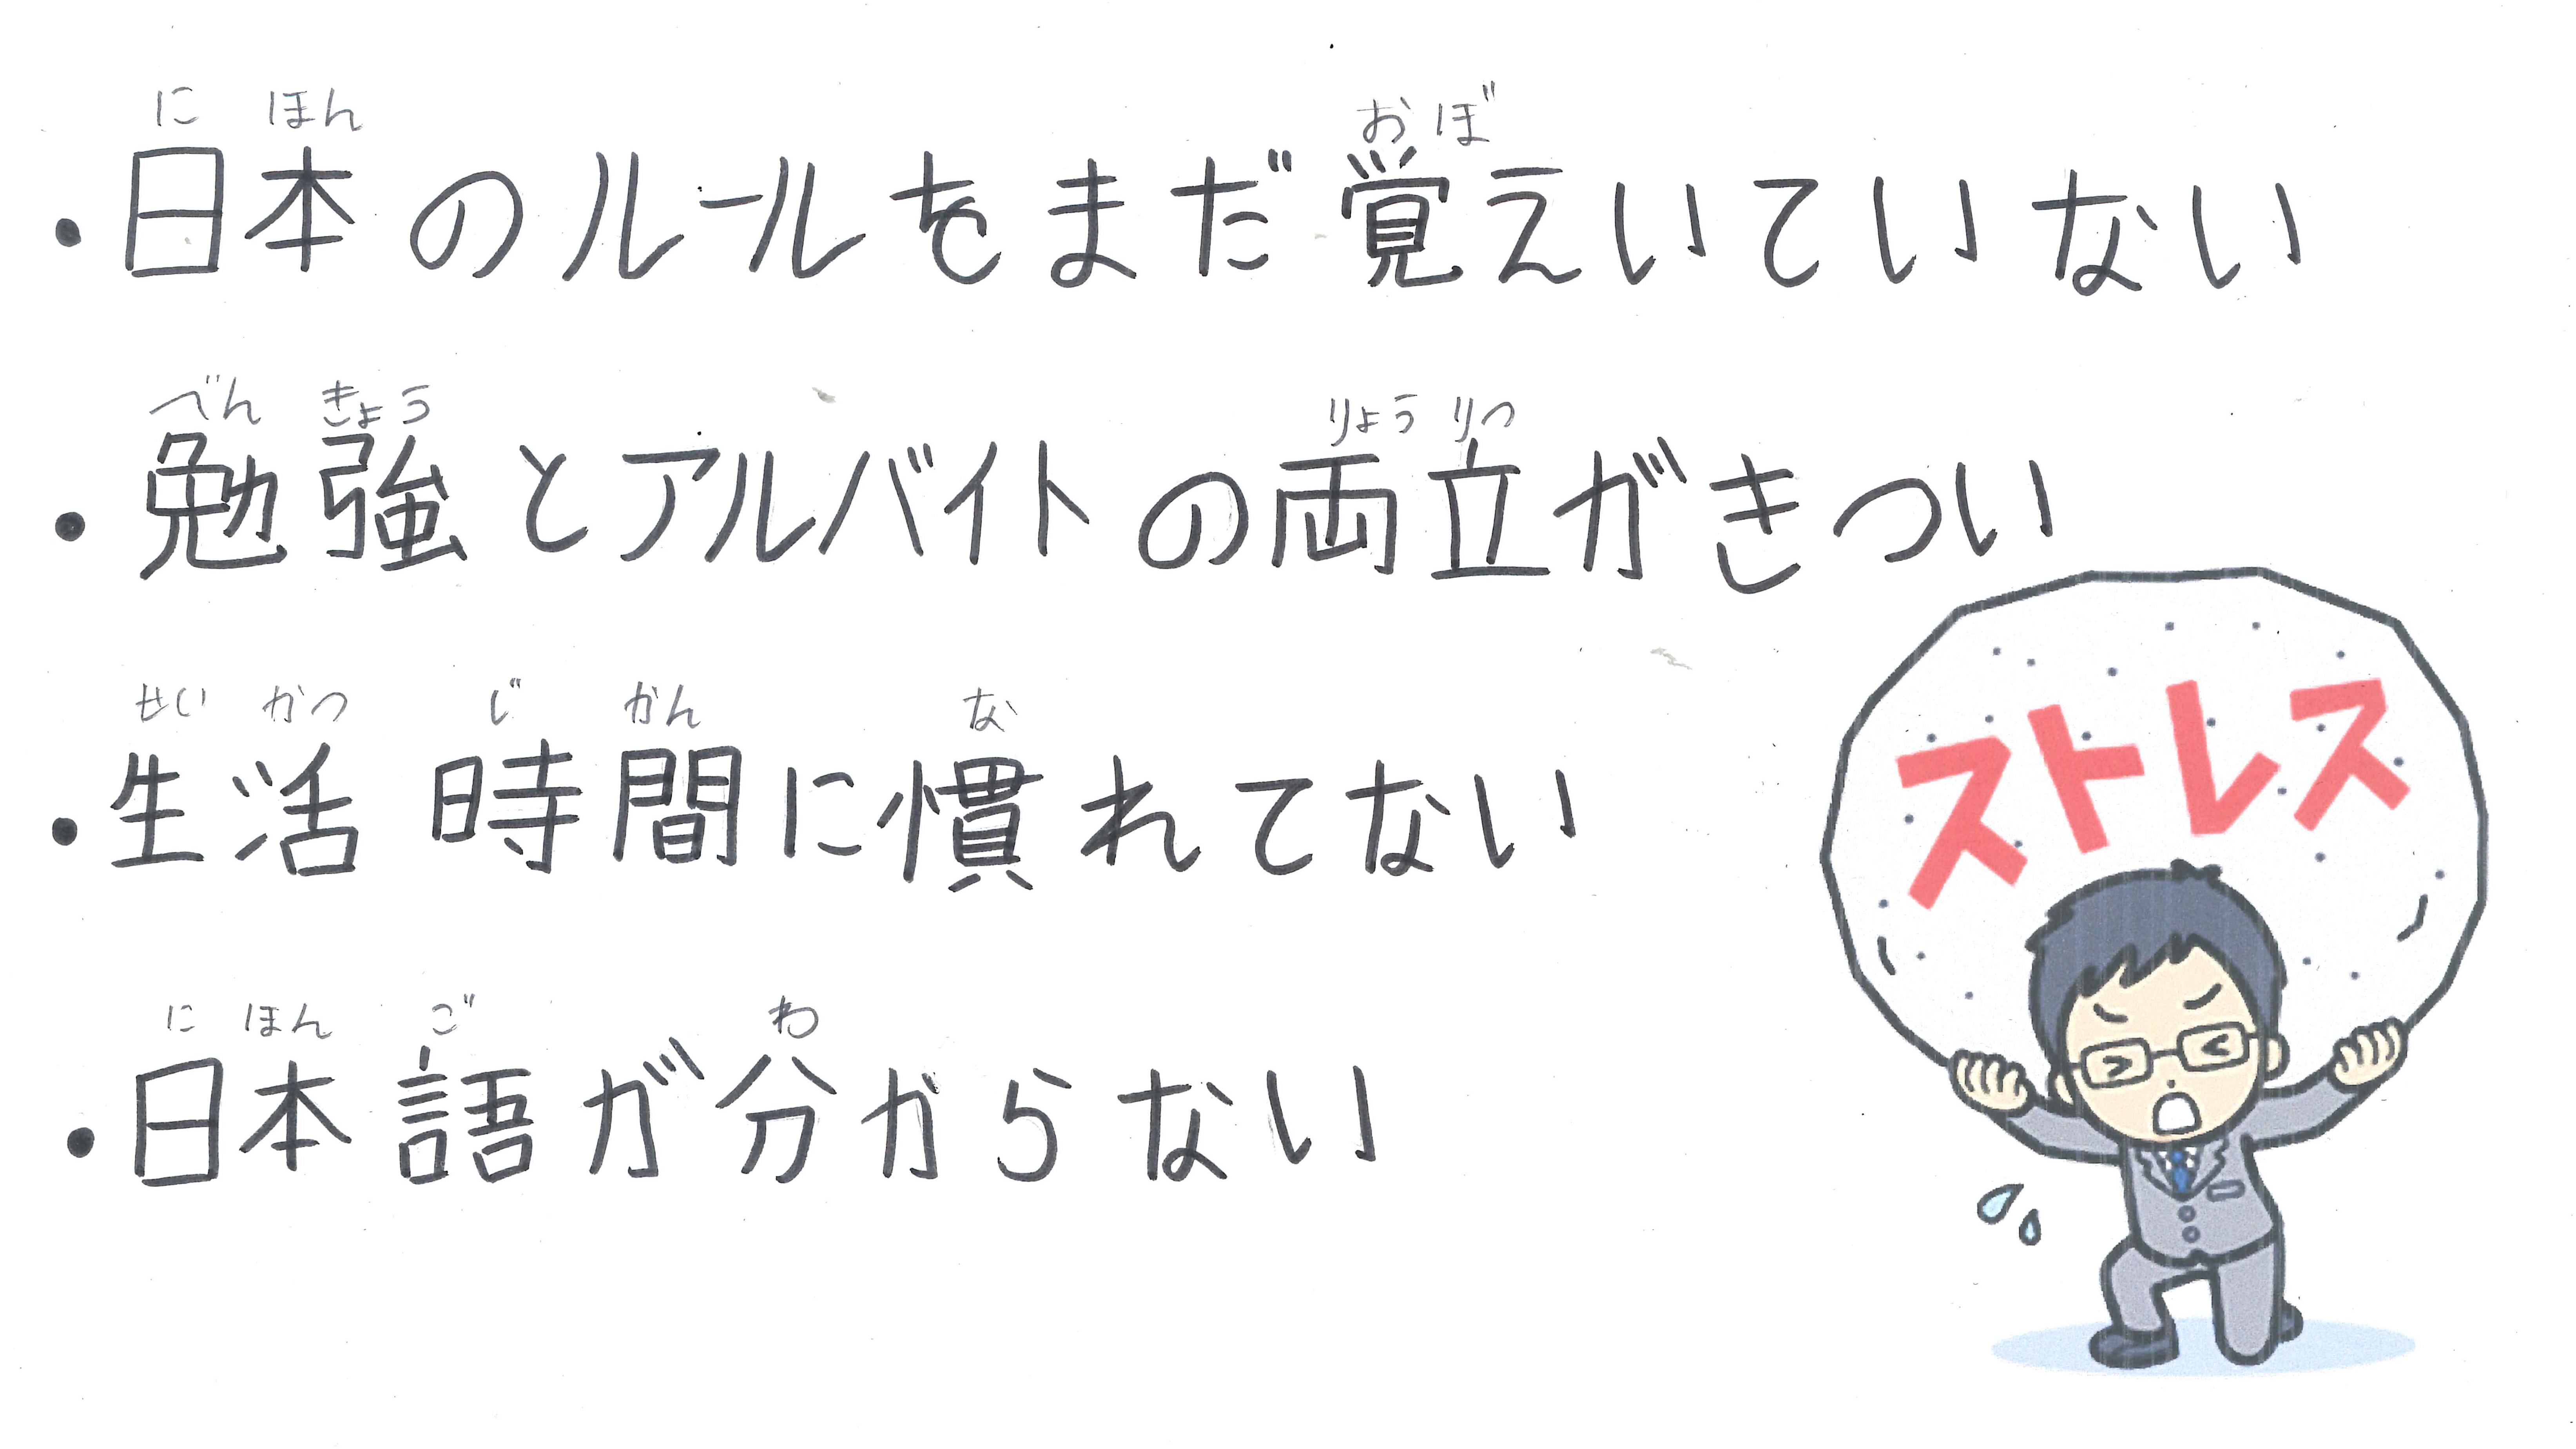 に ほん おぼ
・日本のルールをまだ覚えいていない
べん きょう りょう りつ
・勉強とアルバイトの両立がきつい
せい かつ じ かん な
・生活時間に慣れてない
に ほん ご わ
・日本語が分からない
ストレス